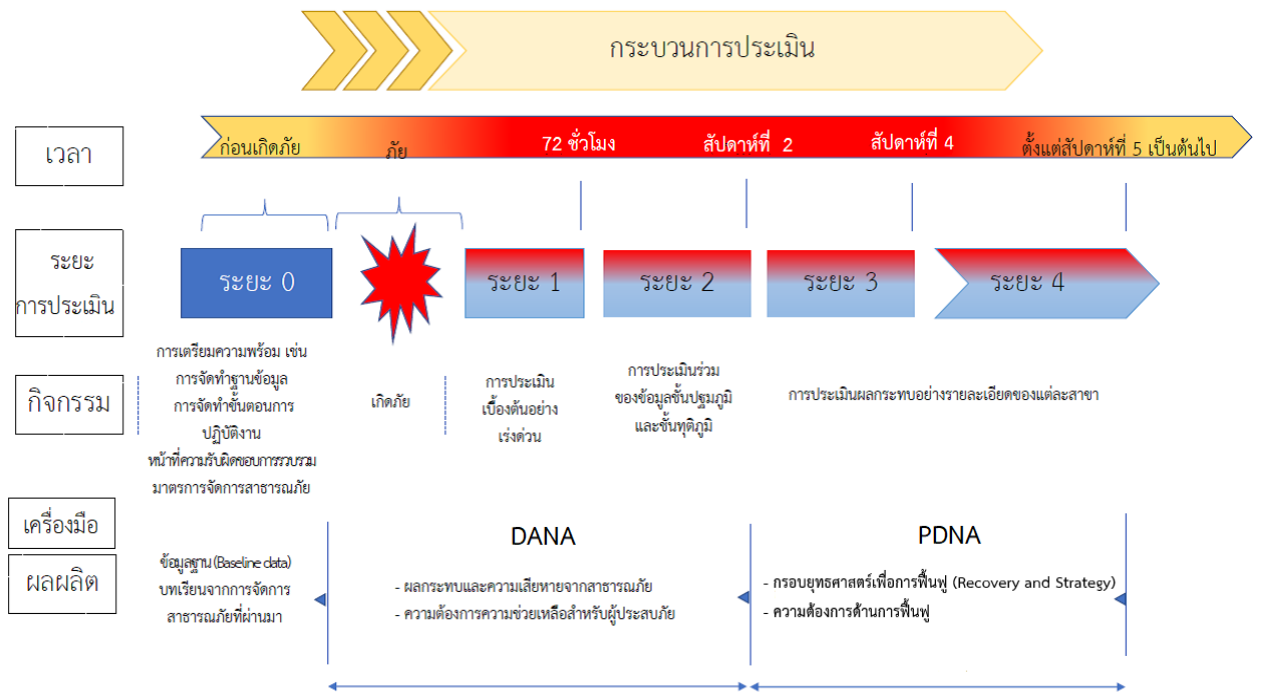 กระบวนการประเมิน
เวลา
ก่อนเกิดภัย
ภัย
72 ชั่วโมง
สัปดาห์ที่ 2
สัปดาห์ที่ 4
ตั้งแต่สัปดาห์ที่ 5 เป็นต้นไป
ระยะ
การประเมิน
ระยะ 0
ระยะ 1
ระยะ 2
ระยะ 3
ระยะ 4
กิจกรรม
การเตรียมความพร้อม เช่น
การจัดทำฐานข้อมูล
การจัดทำขั้นตอนการ
ปฏิบัติงาน
หน้าที่ความรับผิดชอบการรวบรวม
มาตรการจัดการสาธารณภัย
เกิดภัย
การประเมิน
เบื้องต้นอย่าง
เร่งด่วน
การประเมินร่วม
ของข้อมูลชั้นปฐมภูมิ
และชั้นทุติภูมิ
การประเมินผลกระทบอย่างรายละเอียดของแต่ละสาขา
เครื่องมือ
DANA
PDNA
ผลผลิต
ข้อมูลฐาน (Baseline data)
บทเรียนจากการจัดการ
สาธารณภัยที่ผ่านมา
- ผลกระทบและความเสียหายจากสาธารณภัย
- ความต้องการความช่วยเหลือสำหรับผู้ประสบภัย
- กรอบยุทธศาสตร์เพื่อการฟื้นฟู (Recovery and Strategy)
- ความต้องการด้านการฟื้นฟู